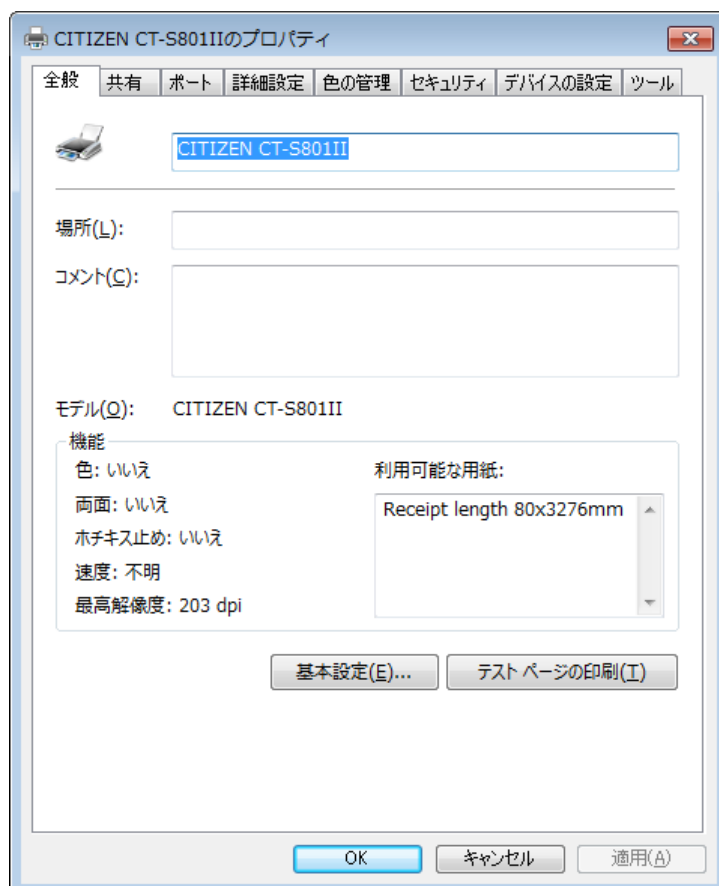 CITIZEN CT-S801IIのプロパティ
全般 共有 ポート 詳細設定 色の管理 セキュリティ デバイスの設定 ツール
CITIZEN CT-S801II
場所(L):
コメント(C):
モデル(O): CITIZEN CT-S801II
機能
色: いいえ 利用可能な用紙:
両面: いいえ Receipt length 80x3276mm
ホチキス止め: いいえ
速度: 不明
最高解像度: 203 dpi
基本設定(E)... テスト ページの印刷(T)
OK キャンセル 適用(A)